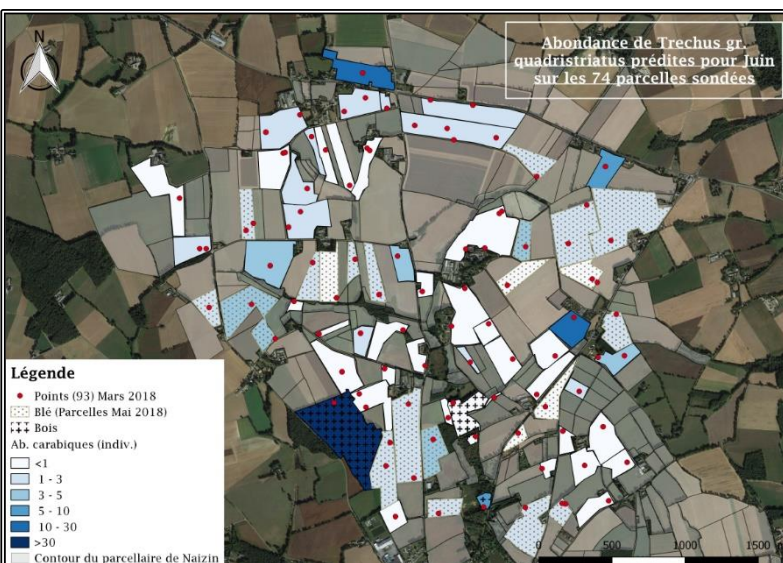 N
Abondance de Trechus gr.
quadristriatus prédites pour Juin
sur les 74 parcelles sondées
Légende
Points (93) Mars 2018
Blé (Parcelles Mai 2018)
Bois
Ab. carabiques (indiv.)
<1
1 - 3
3 - 5
5 - 10
10 - 30
>30
Contour du parcellaire de Naizin
0 500 1000 1500